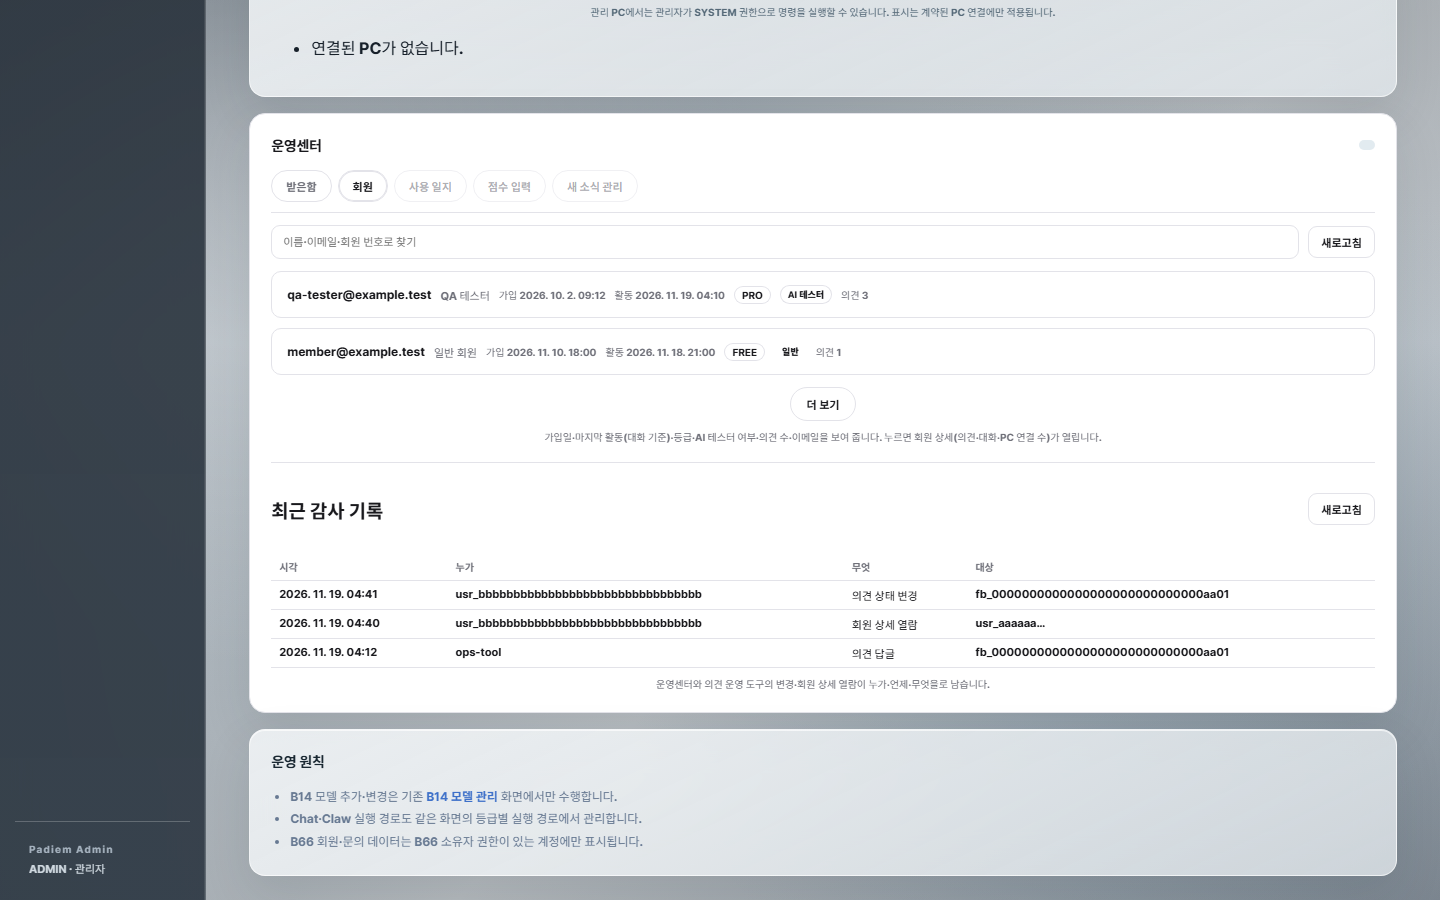 관리 PC에서는 관리자가 SYSTEM 권한으로 명령을 실행할 수 있습니다. 표시는 계약된 PC 연결에만 적용됩니다.
연결된 PC가 없습니다.
운영센터
받은함 회원 사용 일지 점수 입력 새 소식 관리
이름·이메일·회원 번호로 찾기 새로고침
qa-tester@example.test QA 테스터 가입 2026. 10. 2. 09:12 활동 2026. 11. 19. 04:10 PRO AI 테스터 의견 3
member@example.test 일반 회원 가입 2026. 11. 10. 18:00 활동 2026. 11. 18. 21:00 FREE 일반 의견 1
더 보기
가입일·마지막 활동(대화 기준)·등급·AI 테스터 여부·의견 수·이메일을 보여 줍니다. 누르면 회원 상세(의견·대화·PC 연결 수)가 열립니다.
최근 감사 기록 새로고침
시각 누가 무엇 대상
2026. 11. 19. 04:41 usr_bbbbbbbbbbbbbbbbbbbbbbbbbbbbbbbb 의견 상태 변경 fb_0000000000000000000000000000aa01
2026. 11. 19. 04:40 usr_bbbbbbbbbbbbbbbbbbbbbbbbbbbbbbbb 회원 상세 열람 usr_aaaaaa…
2026. 11. 19. 04:12 ops-tool 의견 답글 fb_0000000000000000000000000000aa01
운영센터와 의견 운영 도구의 변경·회원 상세 열람이 누가·언제·무엇을로 남습니다.
운영 원칙
B14 모델 추가·변경은 기존 B14 모델 관리 화면에서만 수행합니다.
Chat·Claw 실행 경로도 같은 화면의 등급별 실행 경로에서 관리합니다.
B66 회원·문의 데이터는 B66 소유자 권한이 있는 계정에만 표시됩니다.
Padiem Admin
ADMIN · 관리자